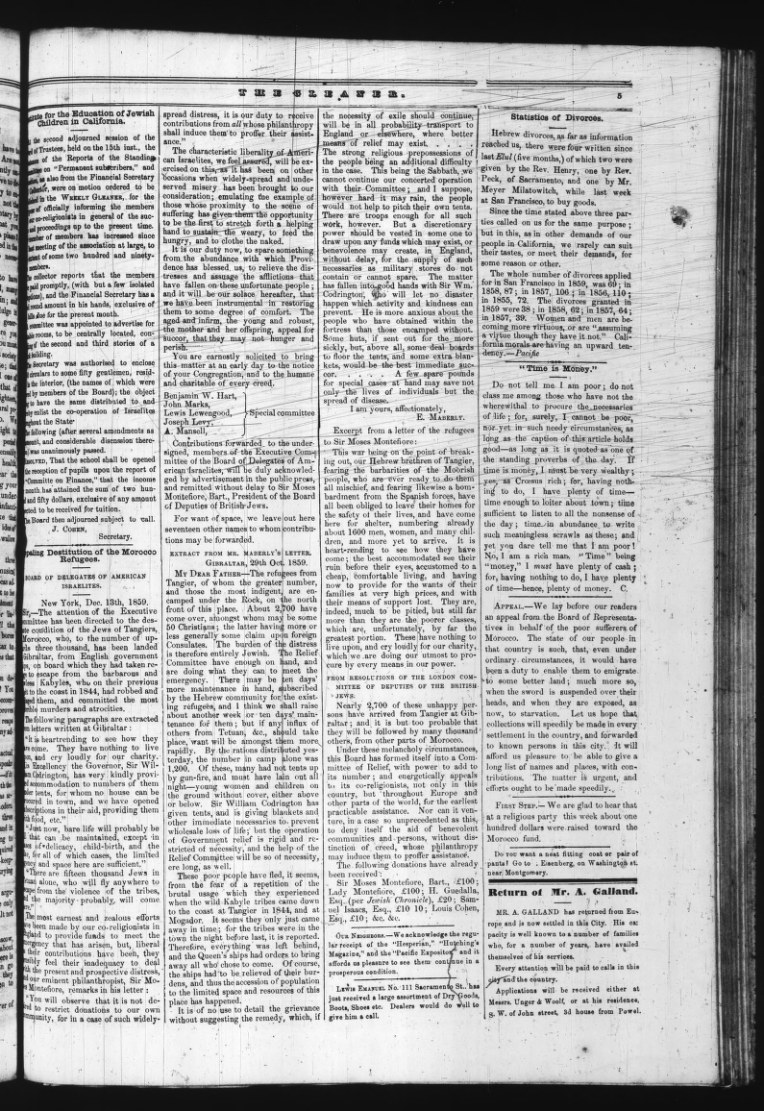 THE GLEANER.
5
for the Education of Jewish
Children in California.
the second adjourned session of the
of Trustees, held on the 15th inst., the
of the Reports of the Standing
on "Permanent subscribers," and
also from the Financial Secretary
were on motion ordered to be
in the WEEKLY GLEANER, for the
of officially informing the members
co-religionists in general of the suc-
proceedings up to the present time.
number of members has increased since
meeting of the association at large, to
of some two hundred and ninety-
members.
collector reports that the members
paid promptly, (with but a few isolated
and the Financial Secretary has a
amount in his hands, exclusive of
due for the present month.
committee was appointed to advertise for
rooms, to be centrally located, con-
of the second and third stories of a
building.
Secretary was authorised to enclose
circulars to some fifty gentlemen, resid-
the interior, (the names of which were
by members of the Board; the object
to have the same distributed to and
enlist the co-operation of Israelites
throughout the State
following (after several amendments as
and considerable discussion there-
was unanimously passed.
That the school shall be opened
reception of pupils upon the report of
"Committee on Finance," that the income
month has attained the sum of two hun-
and fifty dollars, exclusive of any amount
to be received for tuition.
The Board then adjourned subject to call.
J. COHEN,
Secretary.
Destitution of the Morocco
Refugees.
BOARD OF DELEGATES OF AMERICAN
ISRAELITES.
New York, Dec. 13th, 1859.
Sir,—The attention of the Executive
Committee has been directed to the des-
condition of the Jews of Tangiers,
Morocco, who, to the number of up-
three thousand, has been landed
Gibraltar, from English government
on board which they had taken re-
to escape from the barbarous and
Kabyles, who on their previous
to the coast in 1844, had robbed and
them, and committed the most
murders and atrocities.
The following paragraphs are extracted
letters written at Gibraltar:
"It is heartrending to see how they
come. They have nothing to live
and cry loudly for our charity.
Excellency the Governor, Sir Wil-
Codrington, has very kindly provi-
accommodation to numbers of them
tents, for whom no house can be
in town, and we have opened
subscriptions in their aid, providing them
food, etc."
"Just now, bare life will probably be
that can be maintained, except in
of delicacy, child-birth, and the
for all of which cases, the limited
and space here are sufficient."
"There are fifteen thousand Jews in
alone, who will fly anywhere to
from the violence of the tribes,
the majority probably, will come
The most earnest and zealous efforts
been made by our co-religionists in
England to provide funds to meet the
emergency that has arisen, but, liberal
their contributions have been, they
feel their inadequacy to deal
the present and prospective distress,
our eminent philanthropist, Sir Mo-
Montefiore, remarks in his letter:
"You will observe that it is not de-
to restrict donations to our own
community, for in a case of such widely-
spread distress, it is our duty to receive
contributions from all whose philanthropy
shall induce them to proffer their assist-
ance."
The characteristic liberality of Ameri-
can Israelites, we feel assured, will be ex-
ercised on this, as it has been on other
occasions when widely-spread and unde-
served misery has been brought to our
consideration; emulating the example of
those whose proximity to the scene of
suffering has given them the opportunity
to be the first to stretch forth a helping
hand to sustain the weary, to feed the
hungry, and to clothe the naked.
It is our duty now, to spare something
from the abundance with which Provi-
dence has blessed us, to relieve the dis-
tresses and assuage the afflictions that
have fallen on these unfortunate people;
and it will be our solace hereafter, that
we have been instrumental in restoring
them to some degree of comfort. The
aged and infirm, the young and robust,
the mother and her offspring, appeal for
succor, that they may not hunger and
perish.
You are earnestly solicited to bring
this matter at an early day to the notice
of your Congregation, and to the humane
and charitable of every creed.
Benjamin W. Hart,
John Marks,
Lewis Lewengood, Special committee
Joseph Levy,
A. Mansell,
Contributions forwarded to the under-
signed, members of the Executive Com-
mittee of the Board of Delegates of Am-
erican Israelites, will be duly acknowled-
ged by advertisement in the public press,
and remitted without delay to Sir Moses
Montefiore, Bart., President of the Board
of Deputies of British Jews.
For want of space, we leave out here
seventeen other names to whom contribu-
tions may be forwarded.
EXTRACT FROM MR. MABERLY'S LETTER.
GIBRALTAR, 29th Oct. 1859.
MY DEAR FATHER—The refugees from
Tangier, of whom the greater number,
and those the most indigent, are en-
camped under the Rock, on the north
front of this place. About 2,700 have
come over, amongst whom may be some
50 Christians; the latter having more or
less generally some claim upon foreign
Consulates. The burden of the distress
is therefore entirely Jewish. The Relief
Committee have enough on hand, and
are doing what they can to meet the
emergency. There may be ten days'
more maintenance in hand, subscribed
by the Hebrew community for the exist-
ing refugees, and I think we shall raise
about another week or ten days' main-
tenance for them; but if any influx of
others from Tetuan, &c., should take
place, want will be amongst them more
rapidly. By the rations distributed yes-
terday, the number in camp alone was
1,200. Of these, many had not tents up
by gun-fire, and must have lain out all
night—young women and children on
the ground without cover, either above
or below. Sir William Codrington has
given tents, and is giving blankets and
other immediate necessaries to prevent
wholesale loss of life; but the operation
of Government relief is rigid and re-
stricted of necessity, and the help of the
Relief Committee will be so of necessity,
ere long, as well.
These poor people have fled, it seems,
from the fear of a repetition of the
brutal usage which they experienced
when the wild Kabyle tribes came down
to the coast at Tangier in 1844, and at
Mogador. It seems they only just came
away in time; for the tribes were in the
town the night before last, it is reported.
Therefore, everything was left behind,
and the Queen's ships had orders to bring
away all who chose to come. Of course,
the ships had to be relieved of their bur-
dens, and thus the accession of population
to the limited space and resources of this
place has happened.
It is of no use to detail the grievance
without suggesting the remedy, which, if
the necessity of exile should continue,
will be in all probability transport to
England or elsewhere, where better
means of relief may exist. . . . .
The strong religious prepossessions of
the people being an additional difficulty
in the case. This being the Sabbath, we
cannot continue our concerted operation
with their Committee; and I suppose,
however hard it may rain, the people
would not help to pitch their own tents.
There are troops enough for all such
work, however. But a discretionary
power should be vested in some one to
draw upon any funds which may exist, or
benevolence may create, in England,
without delay, for the supply of such
necessaries as military stores do not
contain or cannot spare. The matter
has fallen into good hands with Sir Wm.
Codrington, who will let no disaster
happen which activity and kindness can
prevent. He is more anxious about the
people who have obtained within the
fortress than those encamped without.
Some huts, if sent out for the more
sickly, but, above all, some deal boards
to floor the tents, and some extra blan-
kets, would be the best immediate suc-
cor. . . . . A few spare pounds
for special cases at hand may save not
only the lives of individuals but the
spread of disease.
I am yours, affectionately,
E. MABERLY.
Excerpt from a letter of the refugees
to Sir Moses Montefiore:
This war being on the point of break-
ing out, our Hebrew brethren of Tangier,
fearing the barbarities of the Moorish
people, who are ever ready to do them
all mischief, and fearing likewise a bom-
bardment from the Spanish forces, have
all been obliged to leave their homes for
the safety of their lives, and have come
here for shelter, numbering already
about 1600 men, women, and many chil-
dren, and more yet to arrive. It is
heart-rending to see how they have
come; the best accommodated see their
ruin before their eyes, accustomed to a
cheap, comfortable living, and having
now to provide for the wants of their
families at very high prices, and with
their means of support lost. They are,
indeed, much to be pitied, but still far
more than they are the poorer classes,
which are, unfortunately, by far the
greatest portion. These have nothing to
live upon, and cry loudly for our charity,
which we are doing our utmost to pro-
cure by every means in our power.
FROM RESOLUTIONS OF THE LONDON COM-
MITTEE OF DEPUTIES OF THE BRITISH
JEWS.
Nearly 2,700 of these unhappy per-
sons have arrived from Tangier at Gib-
raltar; and it is but too probable that
they will be followed by many thousand
others, from other parts of Morocco.
Under these melancholy circumstances,
this Board has formed itself into a Com-
mittee of Relief, with power to add to
its number; and energetically appeals
to its co-religionists, not only in this
country, but throughout Europe and
other parts of the world, for the earliest
practicable assistance. Nor can it ven-
ture, in a case so unprecedented as this,
to deny itself the aid of benevolent
communities and persons, without dis-
tinction of creed, whose philanthropy
may induce them to proffer assistance.
The following donations have already
been received:
Sir Moses Montefiore, Bart., £100;
Lady Montefiore, £100; H. Guedalla,
Esq., (per Jewish Chronicle), £20; Sam-
uel Isaacs, Esq., £10 10; Louis Cohen,
Esq., £10; &c. &c.
OUR NEIGHBORS.—We acknowledge the regu-
lar receipt of the "Hesperian," "Hutching's
Magazine," and the "Pacific Expositor" and it
affords us pleasure to see them continue in a
prosperous condition.
LEWIS EMANUEL No. 111 Sacramento St. has
just received a large assortment of Dry Goods,
Boots, Shoes etc. Dealers would do well to
give him a call.
Statistics of Divorces.
Hebrew divorces, as far as information
reached us, there were four written since
last Elul (five months,) of which two were
given by the Rev. Henry, one by Rev.
Peck, of Sacramento, and one by Mr.
Meyer Milatowitch, while last week
at San Francisco, to buy goods.
Since the time stated above three par-
ties called on us for the same purpose;
but in this, as in other demands of our
people in California, we rarely can suit
their tastes, or meet their demands, for
some reason or other.
The whole number of divorces applied
for in San Francisco in 1859, was 69; in
1858, 87; in 1857, 106; in 1856, 110;
in 1855, 72. The divorces granted in
1859 were 38; in 1858, 62; in 1857, 64;
in 1857, 39. Women and men are be-
coming more virtuous, or are "assuming
a virtue though they have it not." Cali-
fornia morals are having an upward ten-
dency.—Pacific
"Time is Money."
Do not tell me I am poor; do not
class me among those who have not the
wherewithal to procure the necessaries
of life; for, surely, I cannot be poor,
nor yet in such needy circumstances, as
long as the caption of this article holds
good—as long as it is quoted as one of
the standing proverbs of the day. If
time is money, I must be very wealthy;
yes, as Crœsus rich; for, having noth-
ing to do, I have plenty of time—
time enough to loiter about town; time
sufficient to listen to all the nonsense of
the day; time in abundance to write
such meaningless scrawls as these; and
yet you dare tell me that I am poor!
No, I am a rich man. "Time" being
"money," I must have plenty of cash;
for, having nothing to do, I have plenty
of time—hence, plenty of money. C.
APPEAL.—We lay before our readers
an appeal from the Board of Representa-
tives in behalf of the poor sufferers of
Morocco. The state of our people in
that country is such, that, even under
ordinary circumstances, it would have
been a duty to enable them to emigrate
to some better land; much more so,
when the sword is suspended over their
heads, and when they are exposed, as
now, to starvation. Let us hope that
collections will speedily be made in every
settlement in the country, and forwarded
to known persons in this city. It will
afford us pleasure to be able to give a
long list of names and places, with con-
tributions. The matter is urgent, and
efforts ought to be made speedily.
FIRST STEP.—We are glad to hear that
at a religious party this week about one
hundred dollars were raised toward the
Morocco fund.
Do you want a neat fitting coat or pair of
pants? Go to . Eisenberg, on Washington st.
near Montgomery.
Return of Mr. A. Galland.
MR. A. GALLAND has returned from Eu-
rope and is now settled in this City. His ca-
pacity is well known to a number of families
who, for a number of years, have availed
themselves of his services.
Every attention will be paid to calls in this
city and the country.
Applications will be received either at
Messrs. Unger & Woolf, or at his residence,
S. W. of John street, 3d house from Powel.